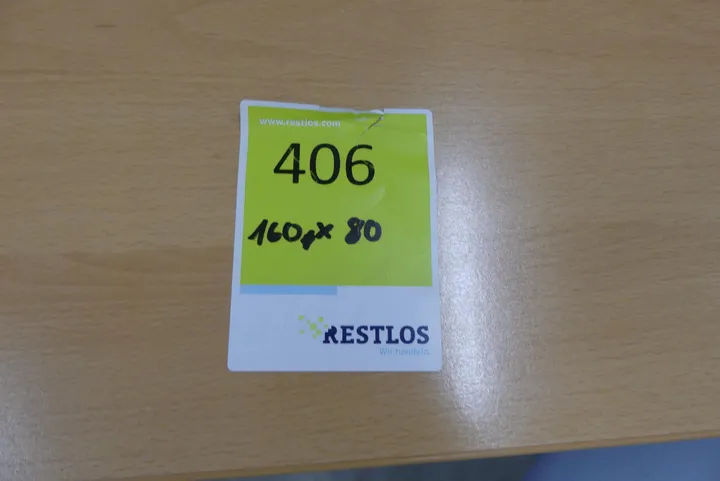 www.restlos.com
406
160 x 80
RESTLOS
Wir handeln.